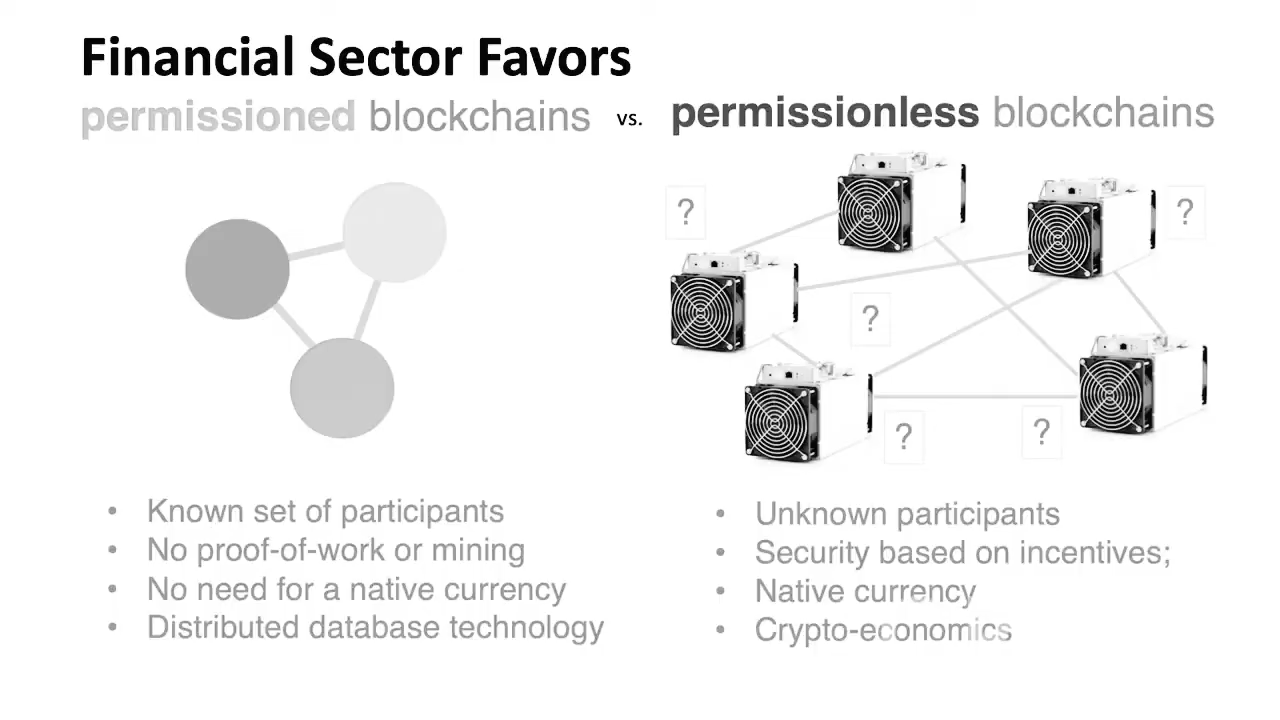 Financial Sector Favors
permissioned blockchains vs. permissionless blockchains
?
?
?
?
?
• Known set of participants
• No proof-of-work or mining
• No need for a native currency
• Distributed database technology
• Unknown participants
• Security based on incentives;
• Native currency
• Crypto-economics